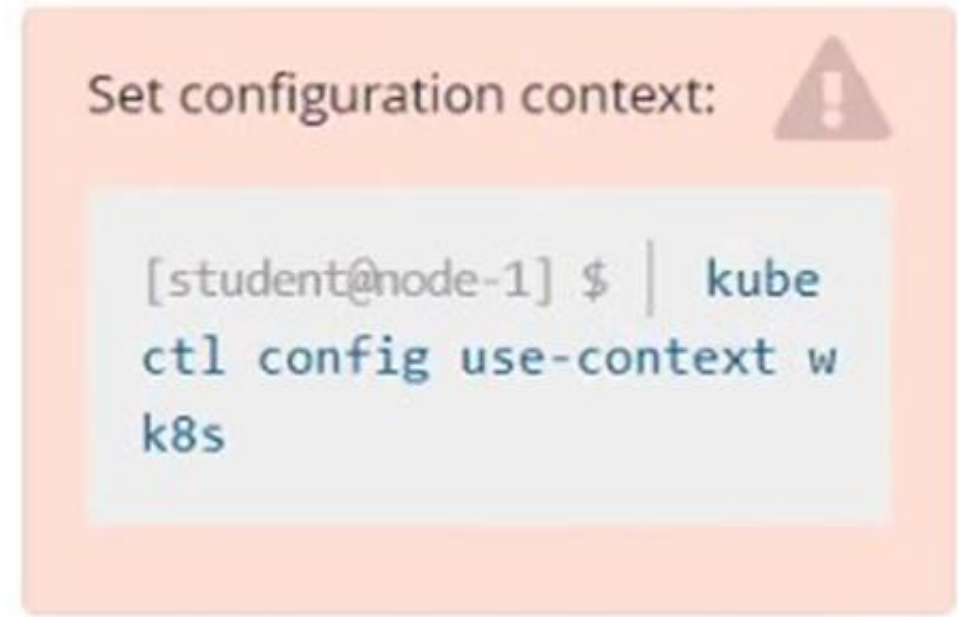 Set configuration context:
[student@node-1] $ | kube
ctl config use-context w
k8s